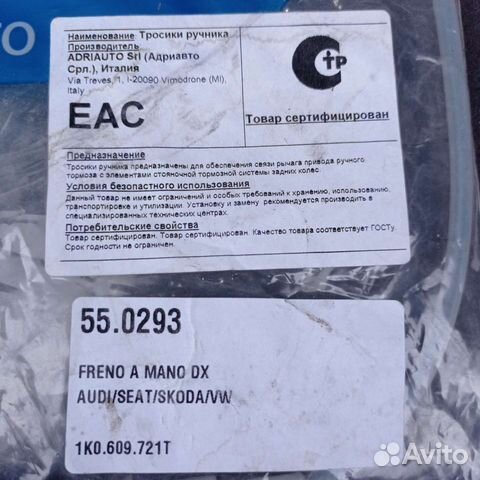 то
Наименование Тросики ручника
Производитель
ADRIAUTO Srl (Адриавто
Срл.), Италия
Via Treves, 1, I-20090 Vimodrone (MI),
Italy
EAC
C тр
Товар сертифицирован
Предназначение
Тросики ручника предназначены для обеспечения связи рычага привода ручного
тормоза с элементами стояночной тормозной системы задних колес.
Условия безопастного использования
Данный товар не имеет ограничений и особых требований к хранению, использованию,
транспортировке и утилизации. Установку и замену рекомендуется производить в
специализированных технических центрах.
Потребительские свойства
Товар сертифицирован. Товар сертифицирован. Качество товара соответствует ГОСТу.
Срок годности не ограничен.
55.0293
FRENO A MANO DX
AUDI/SEAT/SKODA/VW
1K0.609.721T
Avito